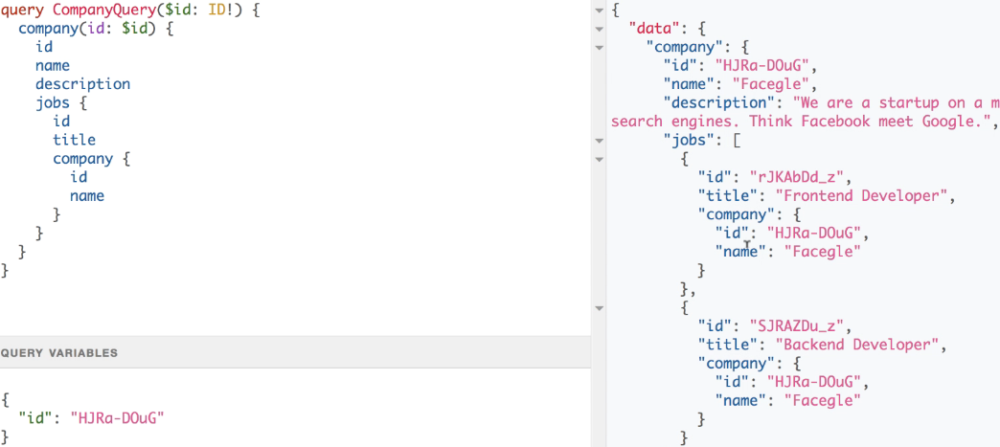 query CompanyQuery($id: ID!) {
  company(id: $id) {
    id
    name
    description
    jobs {
      id
      title
      company {
        id
        name
      }
    }
  }
}
QUERY VARIABLES
{
  "id": "HJRa-DOuG"
}
{
  "data": {
    "company": {
      "id": "HJRa-DOuG",
      "name": "Facegle",
      "description": "We are a startup on a m
search engines. Think Facebook meet Google.",
      "jobs": [
        {
          "id": "rJKAbDd_z",
          "title": "Frontend Developer",
          "company": {
            "id": "HJRa-DOuG",
            "name": "Facegle"
          }
        },
        {
          "id": "SJRAZDu_z",
          "title": "Backend Developer",
          "company": {
            "id": "HJRa-DOuG",
            "name": "Facegle"
          }
        }